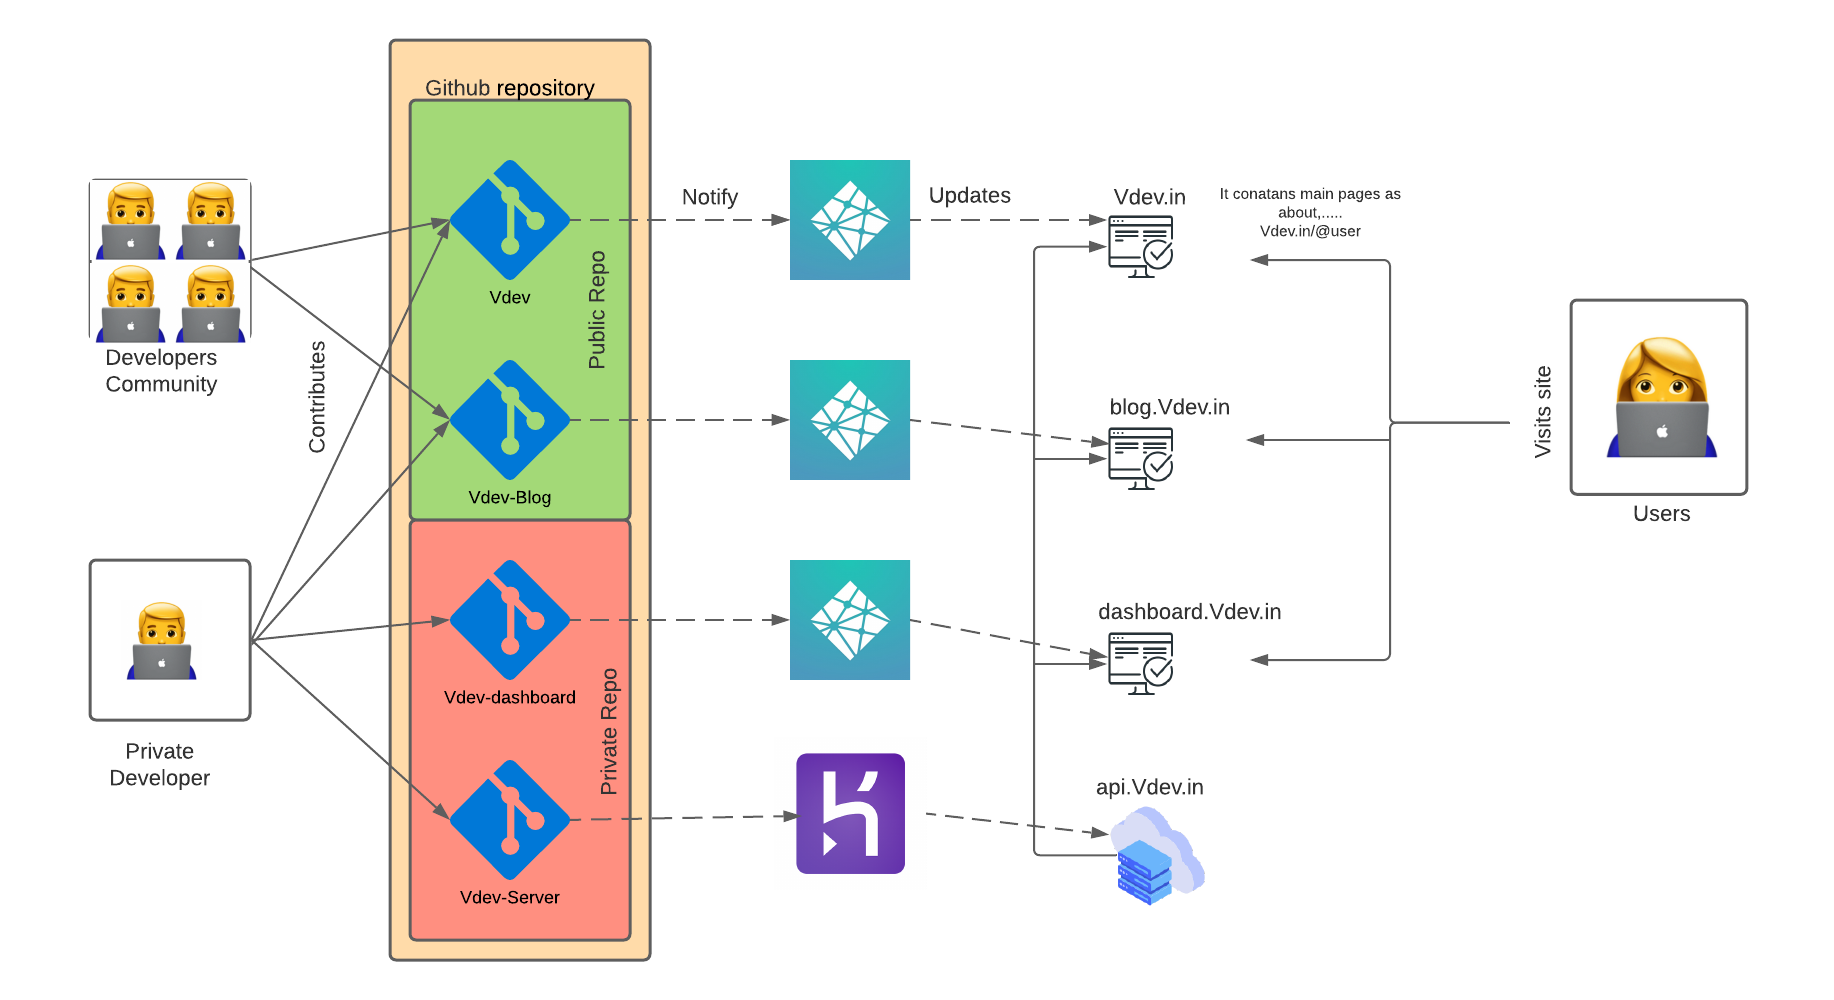 Github repository
Developers
Community
Contributes
Private
Developer
Vdev
Public Repo
Vdev-Blog
Vdev-dashboard
Private Repo
Vdev-Server
Notify
Updates
Vdev.in
It conatans main pages as
about,.....
Vdev.in/@user
blog.Vdev.in
dashboard.Vdev.in
api.Vdev.in
Visits site
Users